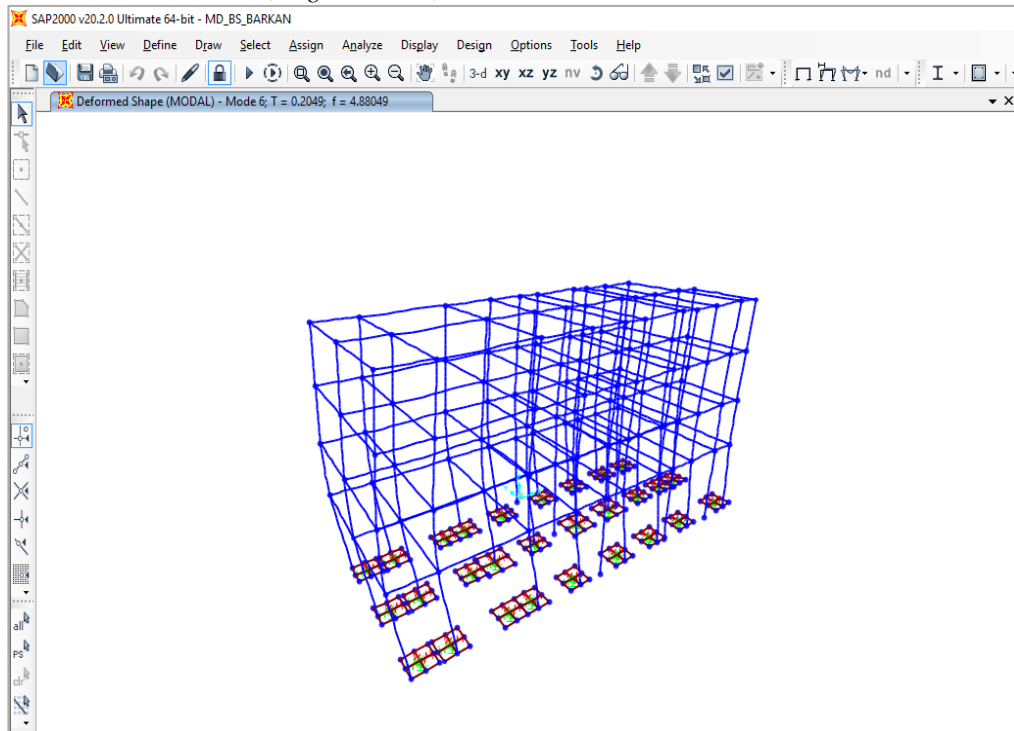 SAP2000 v20.2.0 Ultimate 64-bit - MD_BS_BARKAN
File Edit View Define Draw Select Assign Analyze Display Design Options Tools Help
3-d xy xz yz nv nd
Deformed Shape (MODAL) - Mode 6; T = 0.2049; f = 4.88049
all
PS
clr